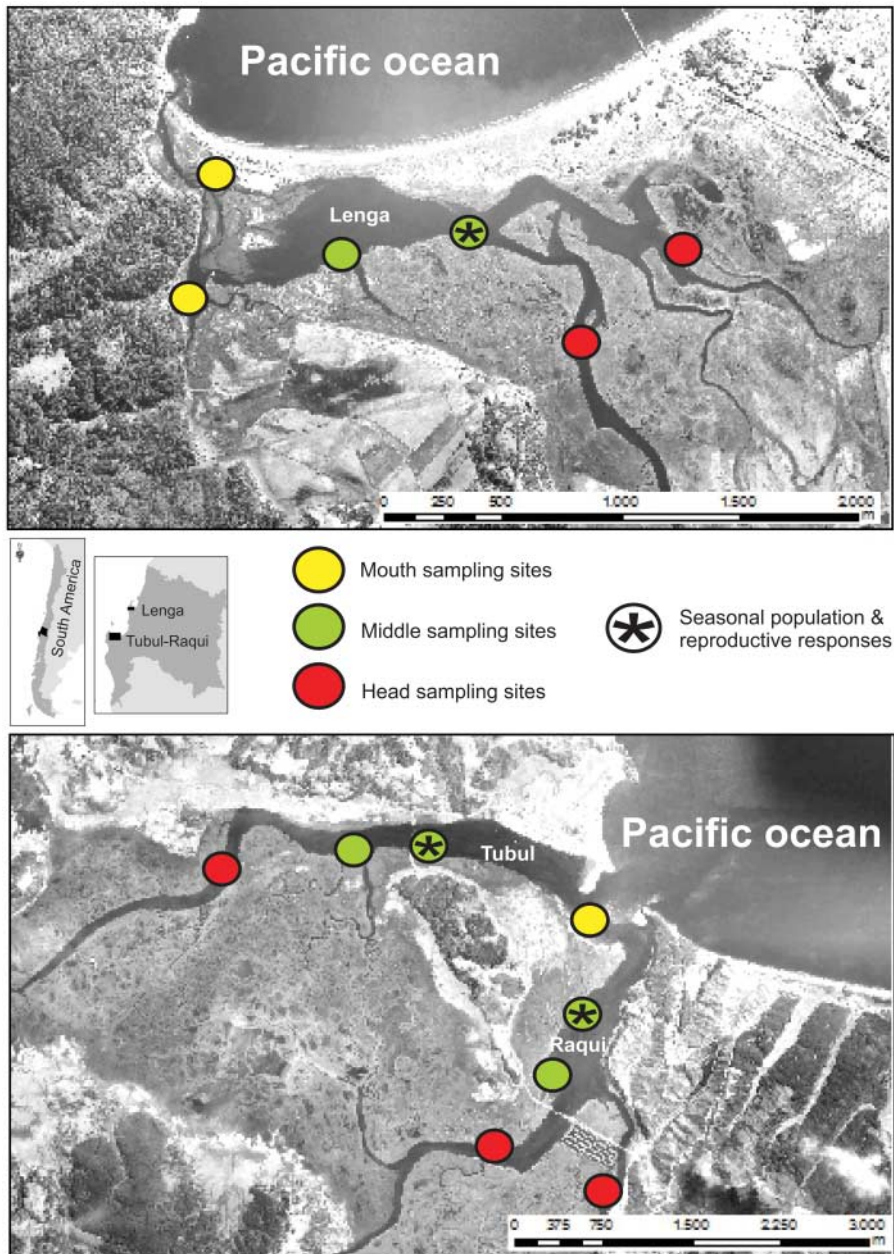 Pacific ocean
Lenga
0 250 500 1.000 1.500 2.000
m
South America
Lenga
Tubul-Raqui
Mouth sampling sites
Middle sampling sites
Head sampling sites
Seasonal population &
reproductive responses
Pacific ocean
Tubul
Raqui
0 375 750 1.500 2.250 3.000
m